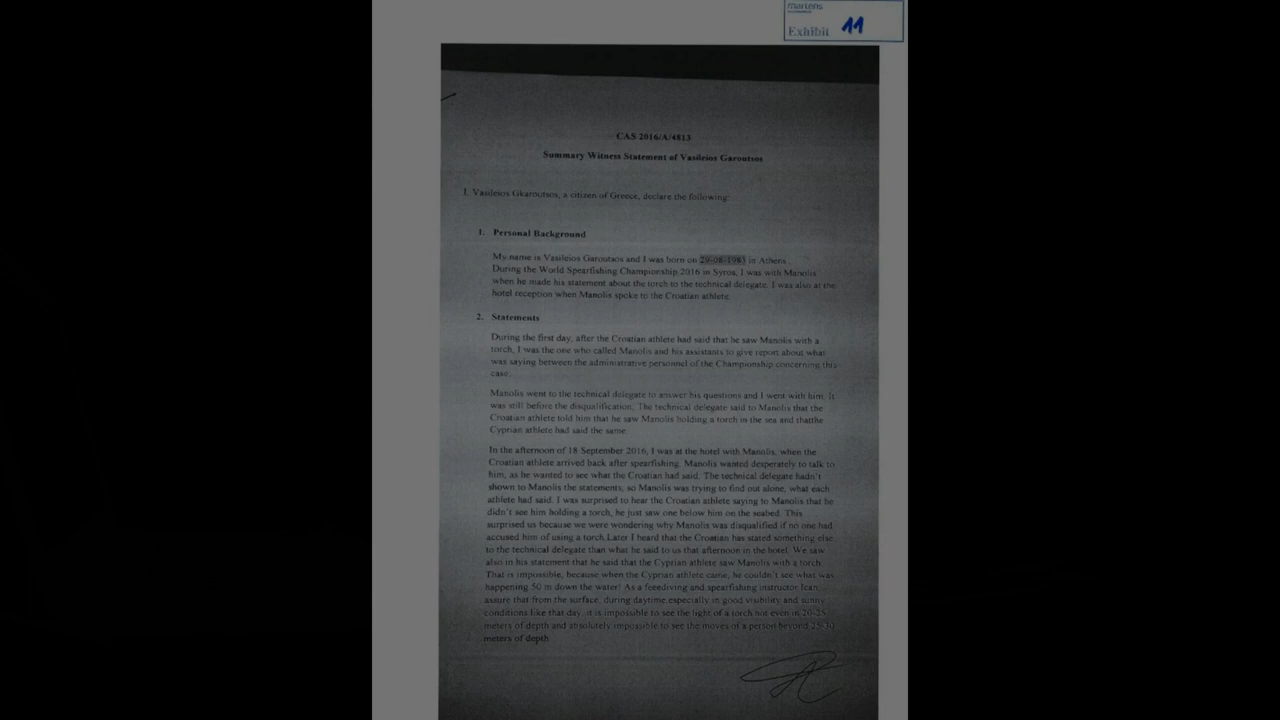 martens
Exhibit 11
CAS 2016/A/4813
Summary Witness Statement of Vasileios Garoutsos
I, Vasileios Gkaroutsos, a citizen of Greece, declare the following:
1. Personal Background
My name is Vasileios Garoutsos and I was born on 29-08-1983 in Athens .
During the World Spearfishing Championship 2016 in Syros, I was with Manolis
when he made his statement about the torch to the technical delegate. I was also at the
hotel reception when Manolis spoke to the Croatian athlete.
2. Statements
During the first day, after the Croatian athlete had said that he saw Manolis with a
torch, I was the one who called Manolis and his assistants to give report about what
was saying between the administrative personnel of the Championship concerning this
case.
Manolis went to the technical delegate to answer his questions and I went with him. It
was still before the disqualification. The technical delegate said to Manolis that the
Croatian athlete told him that he saw Manolis holding a torch in the sea and thatthe
Cyprian athlete had said the same.
In the afternoon of 18 September 2016, I was at the hotel with Manolis, when the
Croatian athlete arrived back after spearfishing. Manolis wanted desperately to talk to
him, as he wanted to see what the Croatian had said. The technical delegate hadn't
shown to Manolis the statements, so Manolis was trying to find out alone, what each
athlete had said. I was surprised to hear the Croatian athlete saying to Manolis that he
didn't see him holding a torch, he just saw one below him on the seabed. This
surprised us because we were wondering why Manolis was disqualified if no one had
accused him of using a torch.Later I heard that the Croatian has stated something else
to the technical delegate than what he said to us that afternoon in the hotel. We saw
also in his statement that he said that the Cyprian athlete saw Manolis with a torch.
That is impossible, because when the Cyprian athlete came, he couldn't see what was
happening 50 m down the water! As a feeediving and spearfishing instructor Ican
assure that from the surface, during daytime especially in good visibility and sunny
conditions like that day, it is impossible to see the light of a torch not even in 20-25
meters of depth and absolutely impossible to see the moves of a person beyond 25-30
meters of depth